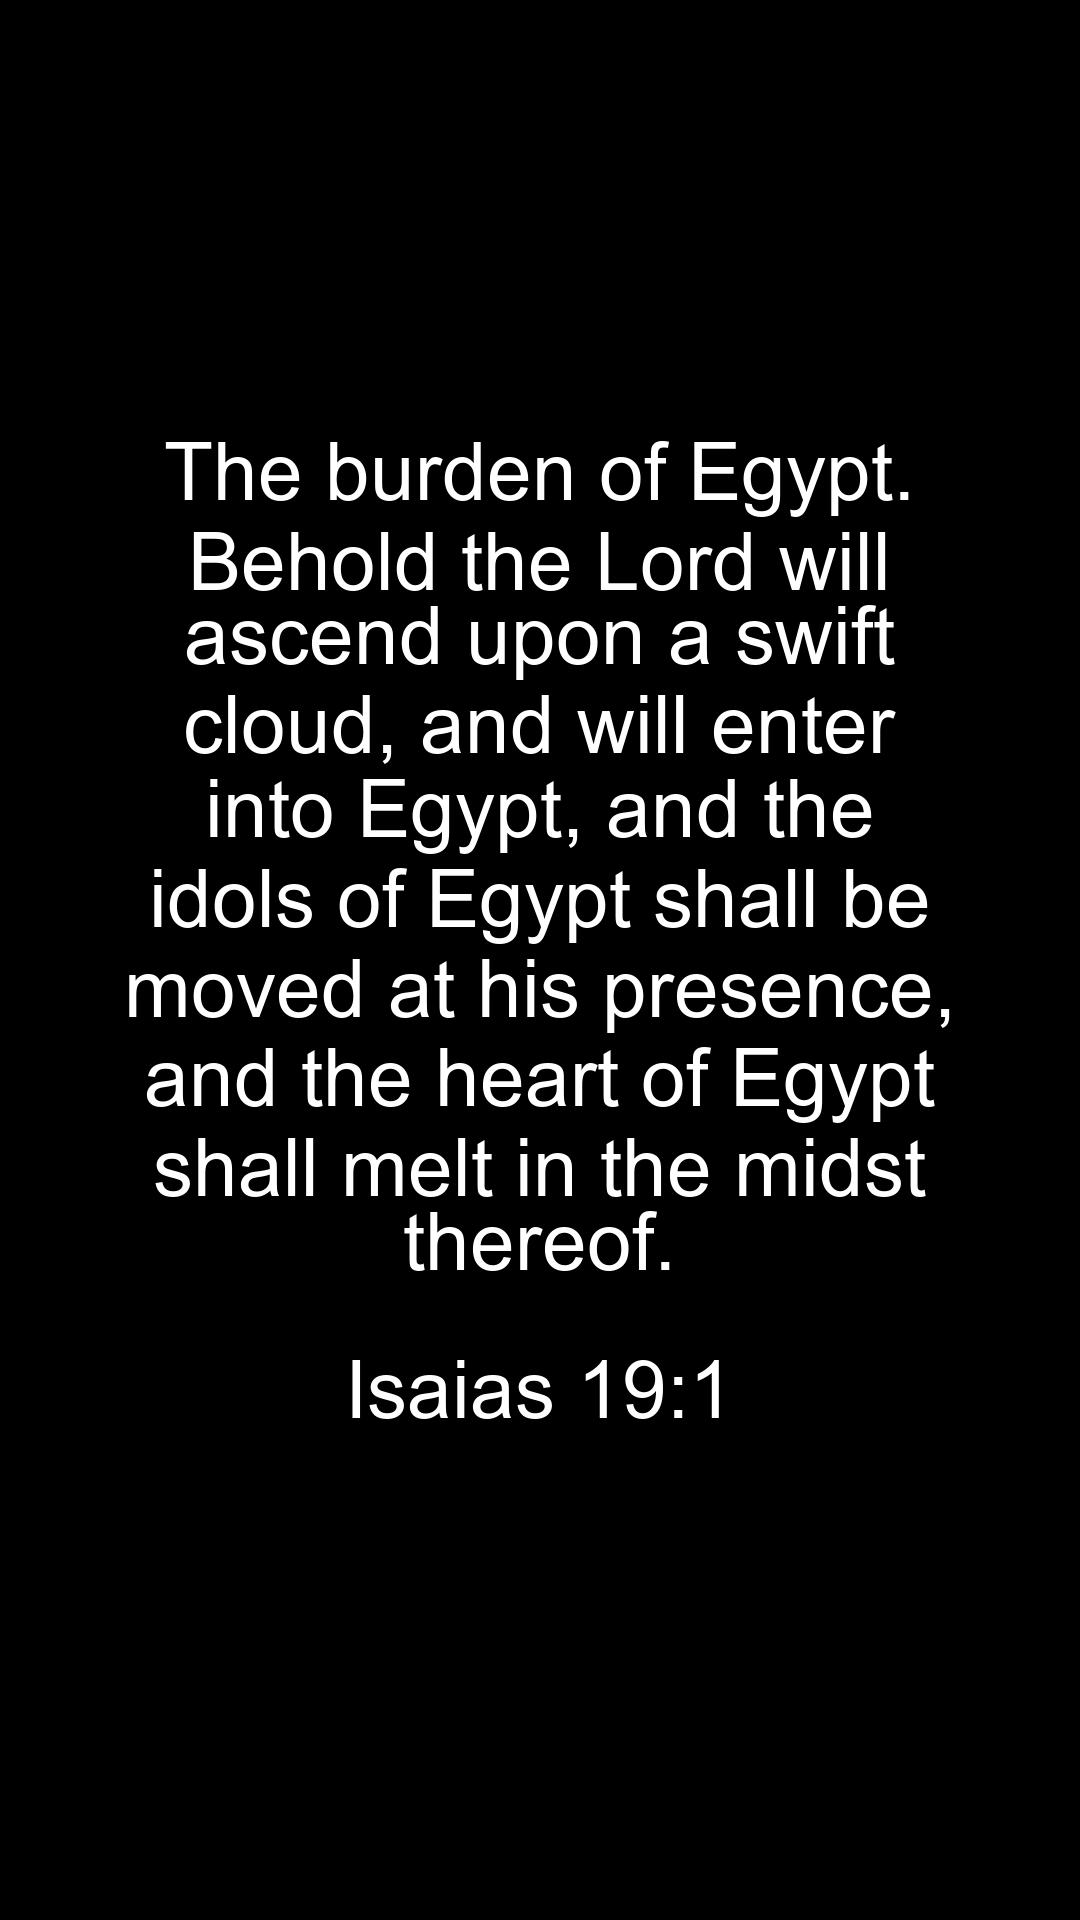 The burden of Egypt.
Behold the Lord will
ascend upon a swift
cloud, and will enter
into Egypt, and the
idols of Egypt shall be
moved at his presence,
and the heart of Egypt
shall melt in the midst
thereof.
Isaias 19:1